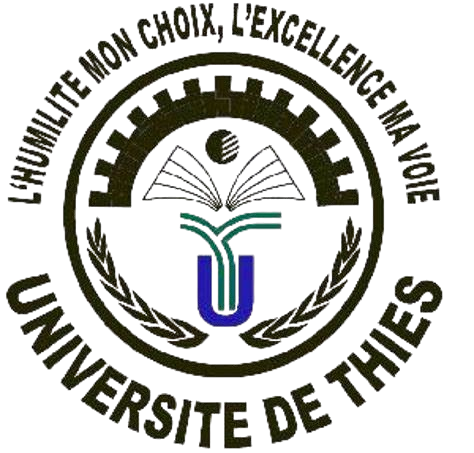 L'HUMILITE MON CHOIX, L'EXCELLENCE MA VOIE
UNIVERSITE DE THIES